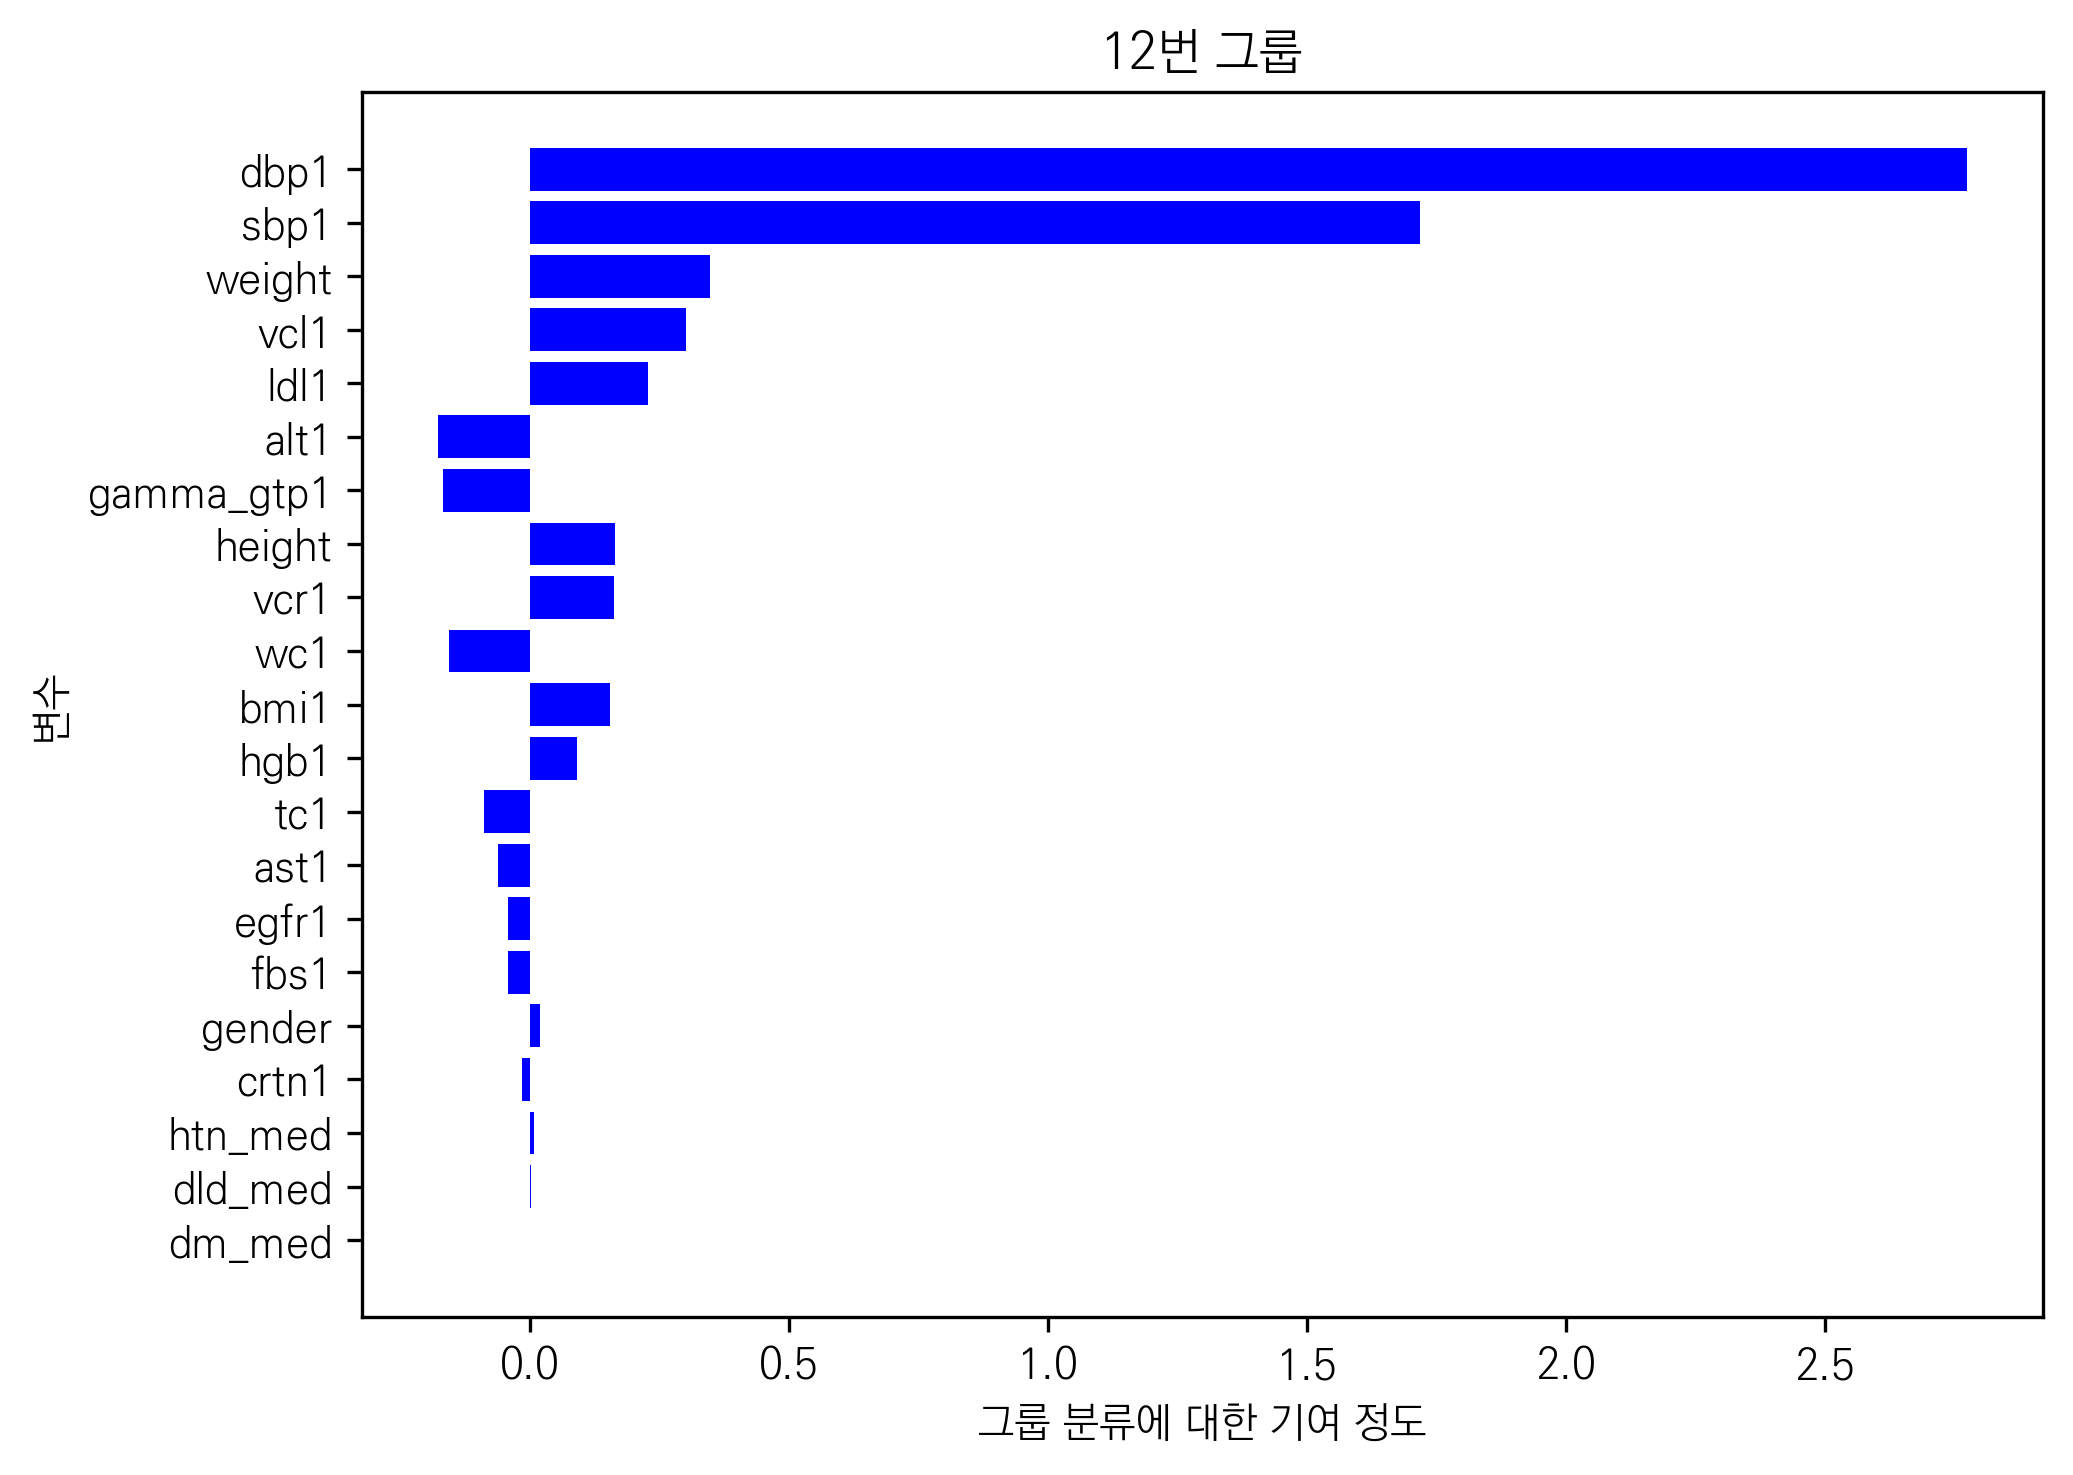 12번 그룹
변수
dbp1
sbp1
weight
vcl1
ldl1
alt1
gamma_gtp1
height
vcr1
wc1
bmi1
hgb1
tc1
ast1
egfr1
fbs1
gender
crtn1
htn_med
dld_med
dm_med
0.0 0.5 1.0 1.5 2.0 2.5
그룹 분류에 대한 기여 정도